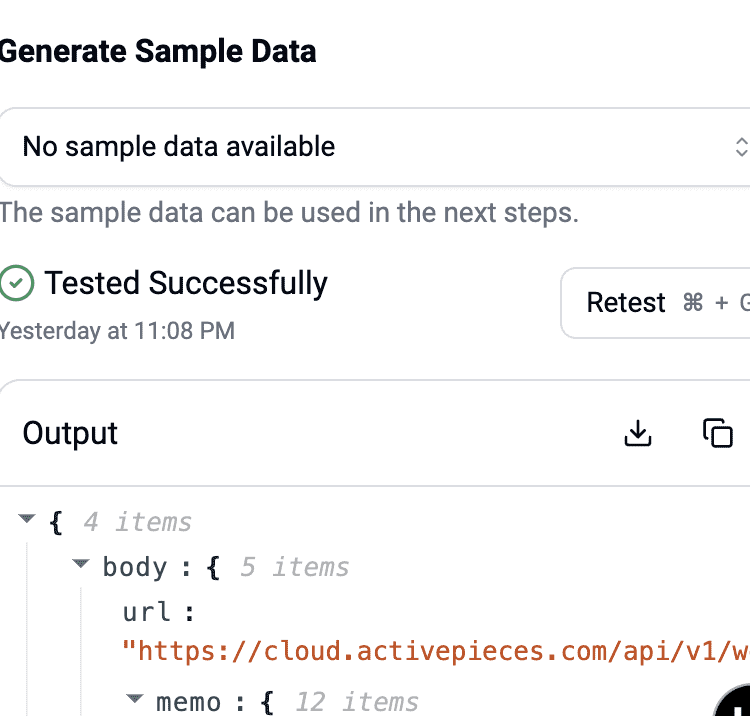 Generate Sample Data
No sample data available
The sample data can be used in the next steps.
Tested Successfully
Retest ⌘ + G
Yesterday at 11:08 PM
Output
{ 4 items
body : { 5 items
url :
"https://cloud.activepieces.com/api/v1/w
memo : { 12 items